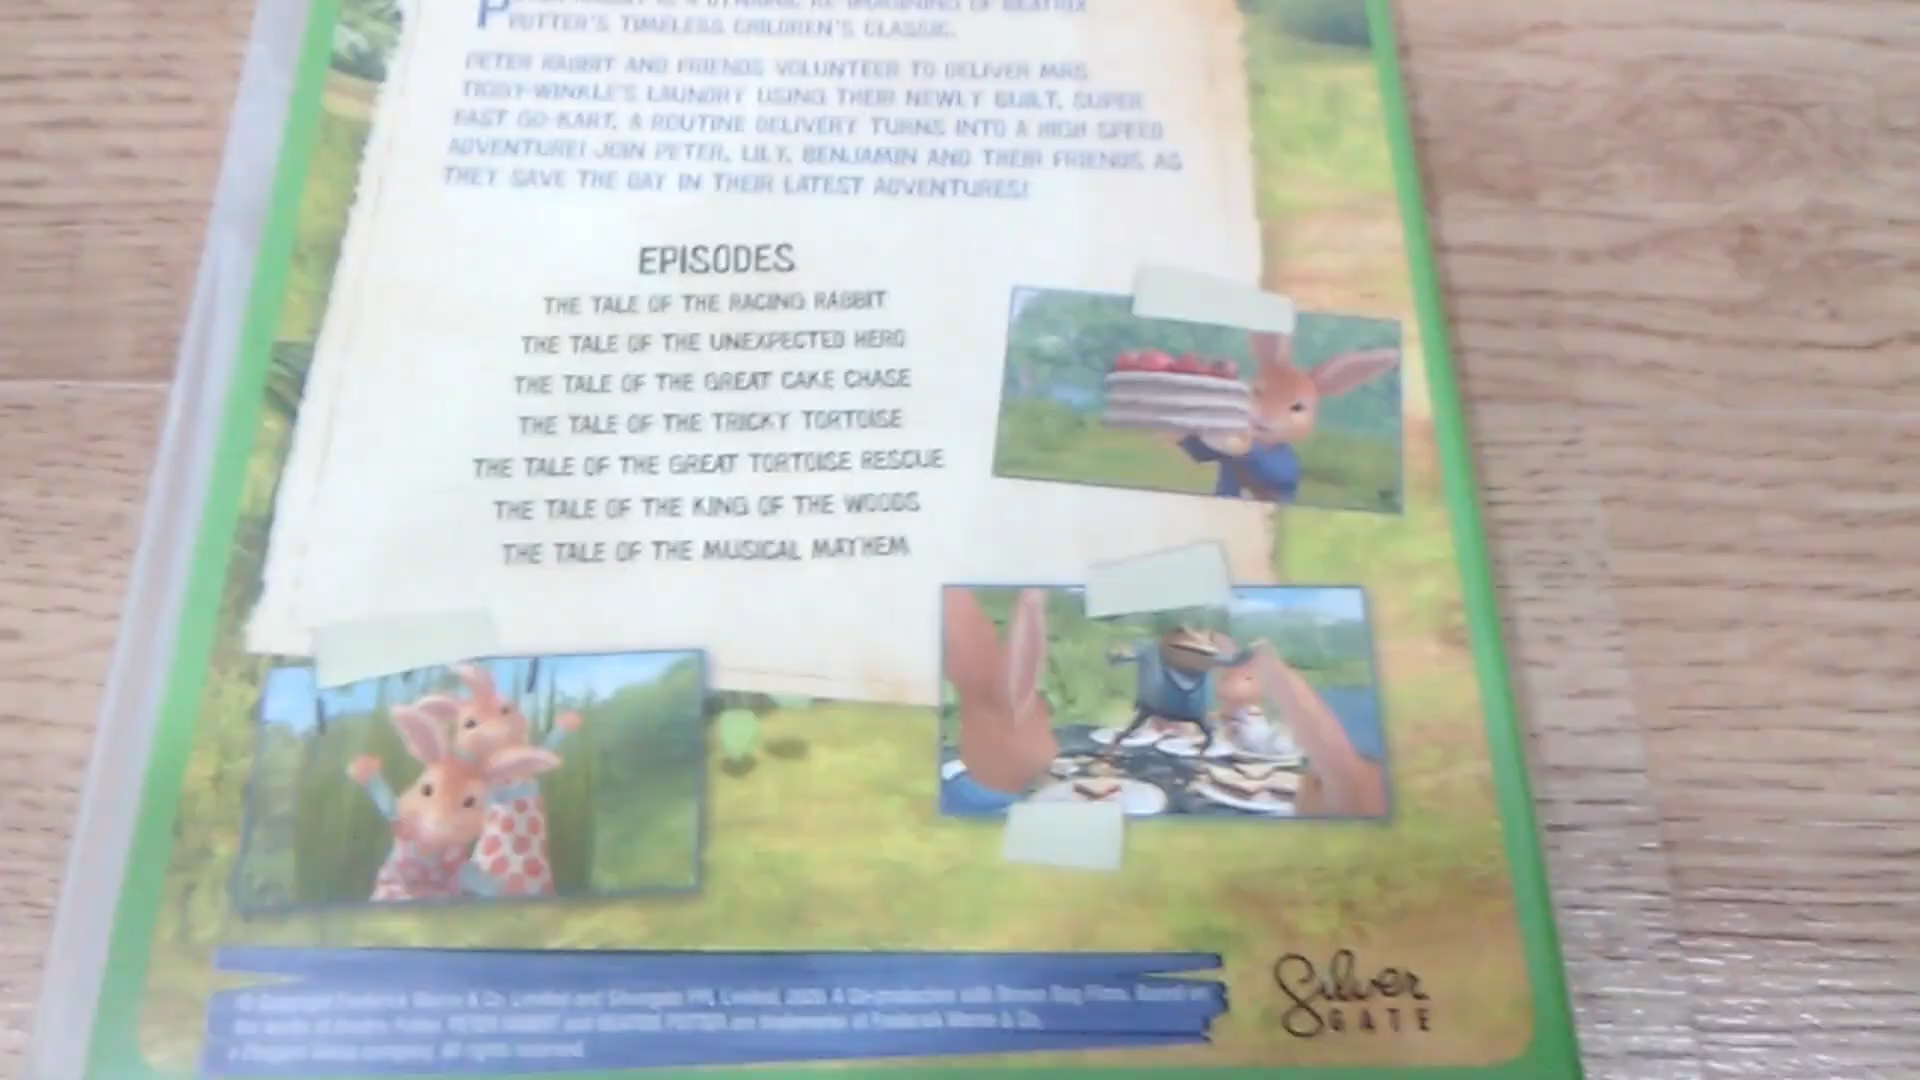 POTTER'S TIMELESS CHILDREN'S CLASSIC.
PETER RABBIT AND FRIENDS VOLUNTEER TO DELIVER MRS
TIGGY-WINKLE'S LAUNDRY USING THEIR NEWLY BUILT, SUPER
FAST GO-KART. A ROUTINE DELIVERY TURNS INTO A HIGH SPEED
ADVENTURE! JOIN PETER, LILY, BENJAMIN AND THEIR FRIENDS AS
THEY SAVE THE DAY IN THEIR LATEST ADVENTURES!
EPISODES
THE TALE OF THE RACING RABBIT
THE TALE OF THE UNEXPECTED HERO
THE TALE OF THE GREAT CAKE CHASE
THE TALE OF THE TRICKY TORTOISE
THE TALE OF THE GREAT TORTOISE RESCUE
THE TALE OF THE KING OF THE WOODS
THE TALE OF THE MUSICAL MAYHEM
Silver
GATE